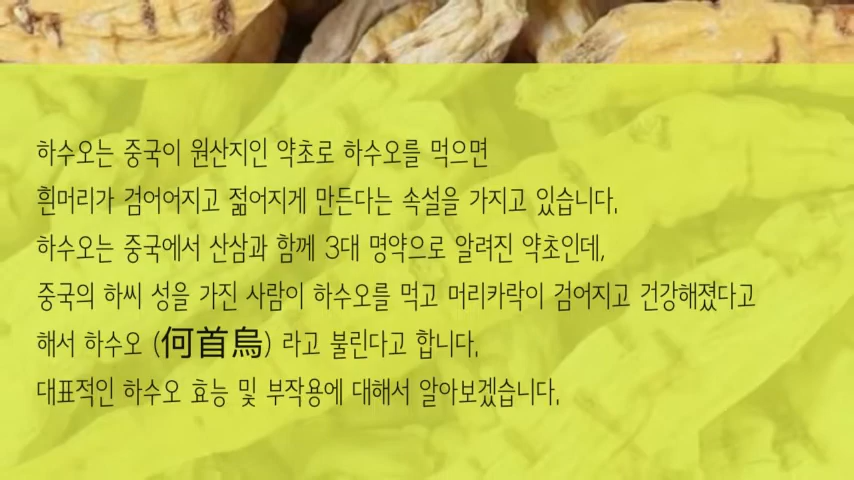 하수오는 중국이 원산지인 약초로 하수오를 먹으면
흰머리가 검어어지고 젊어지게 만든다는 속설을 가지고 있습니다.
하수오는 중국에서 산삼과 함께 3대 명약으로 알려진 약초인데,
중국의 하씨 성을 가진 사람이 하수오를 먹고 머리카락이 검어지고 건강해졌다고
해서 하수오 (何首烏) 라고 불린다고 합니다.
대표적인 하수오 효능 및 부작용에 대해서 알아보겠습니다.